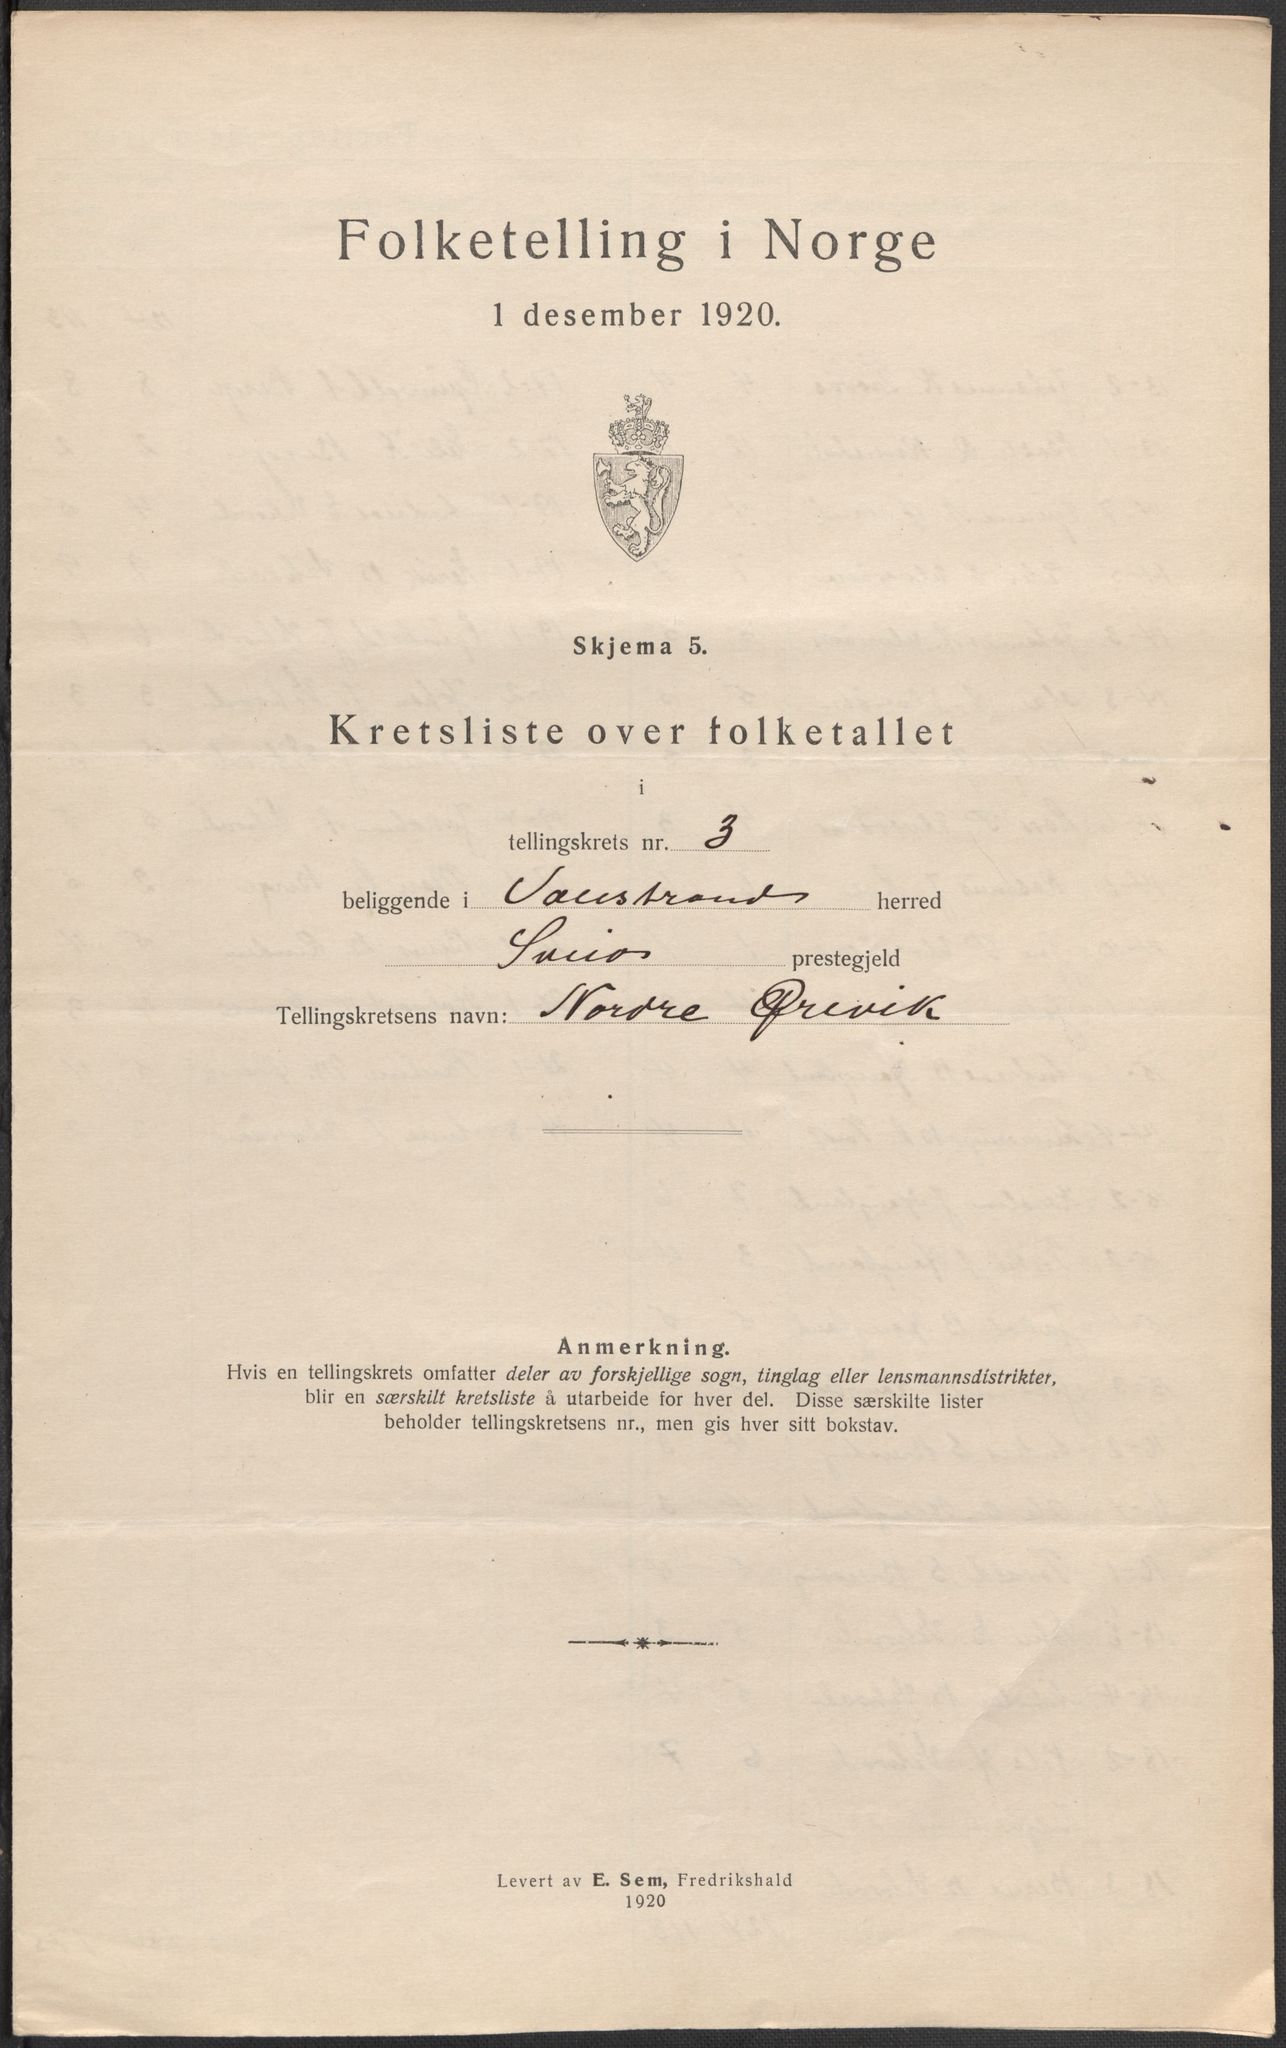 Folketelling i Norge
1 desember 1920.
Skjema 5.
Kretsliste over folketallet
i
tellingskrets nr. 3
beliggende i Valestrand herred
Sveio prestegjeld
Tellingskretsens navn: Nordre Ørevik
Anmerkning.
Hvis en tellingskrets omfatter deler av forskjellige sogn, tinglag eller lensmannsdistrikter,
blir en særskilt kretsliste å utarbeide for hver del. Disse særskilte lister
beholder tellingskretsens nr., men gis hver sitt bokstav.
Levert av E. Sem, Fredrikshald
1920